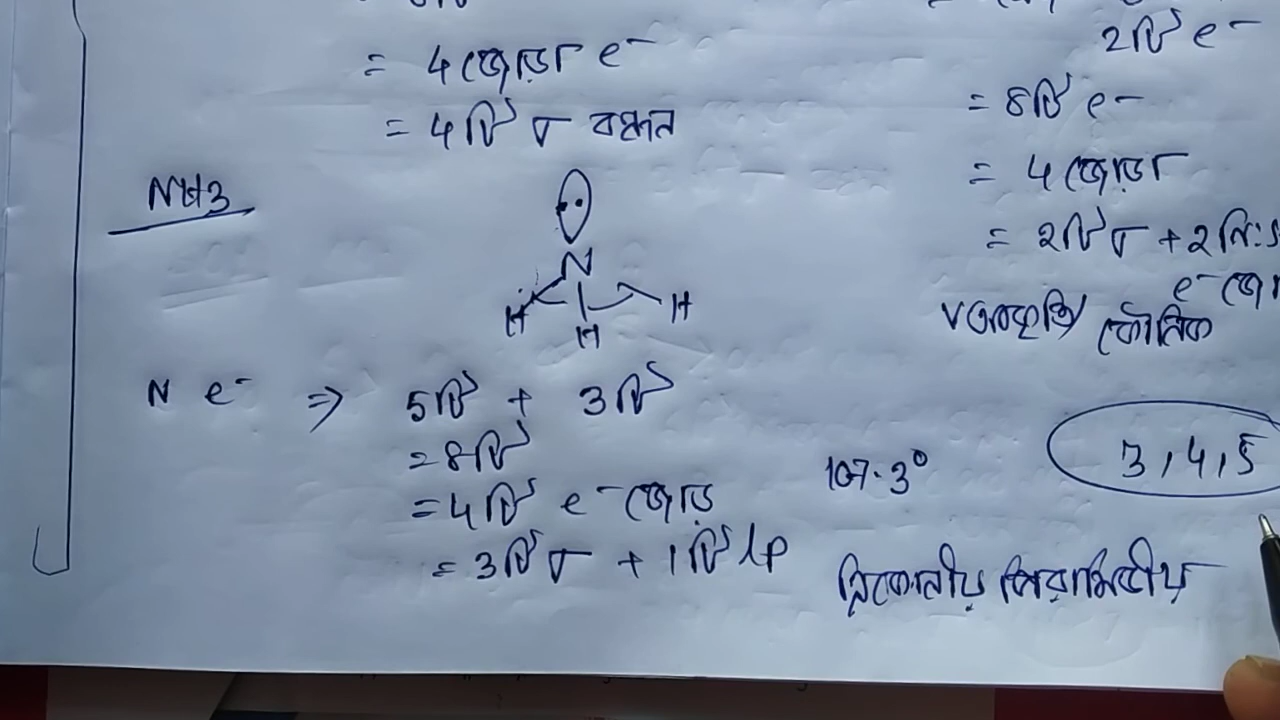 = 4 জোড়া e⁻
= 4টি σ বন্ধন
NH3
N
H H H
N e⁻ ⇒ 5টি + 3টি
= 8টি
= 4টি e⁻ জোড়
= 3টি σ + 1টি lp
2টি e⁻
= 8টি e⁻
= 4 জোড়া
= 2টি σ + 2 নিঃ
e⁻
V আকৃতি/ কৌনিক
107.3°
3, 4, 5
ত্রিকোনীয় পিরামিডীয়